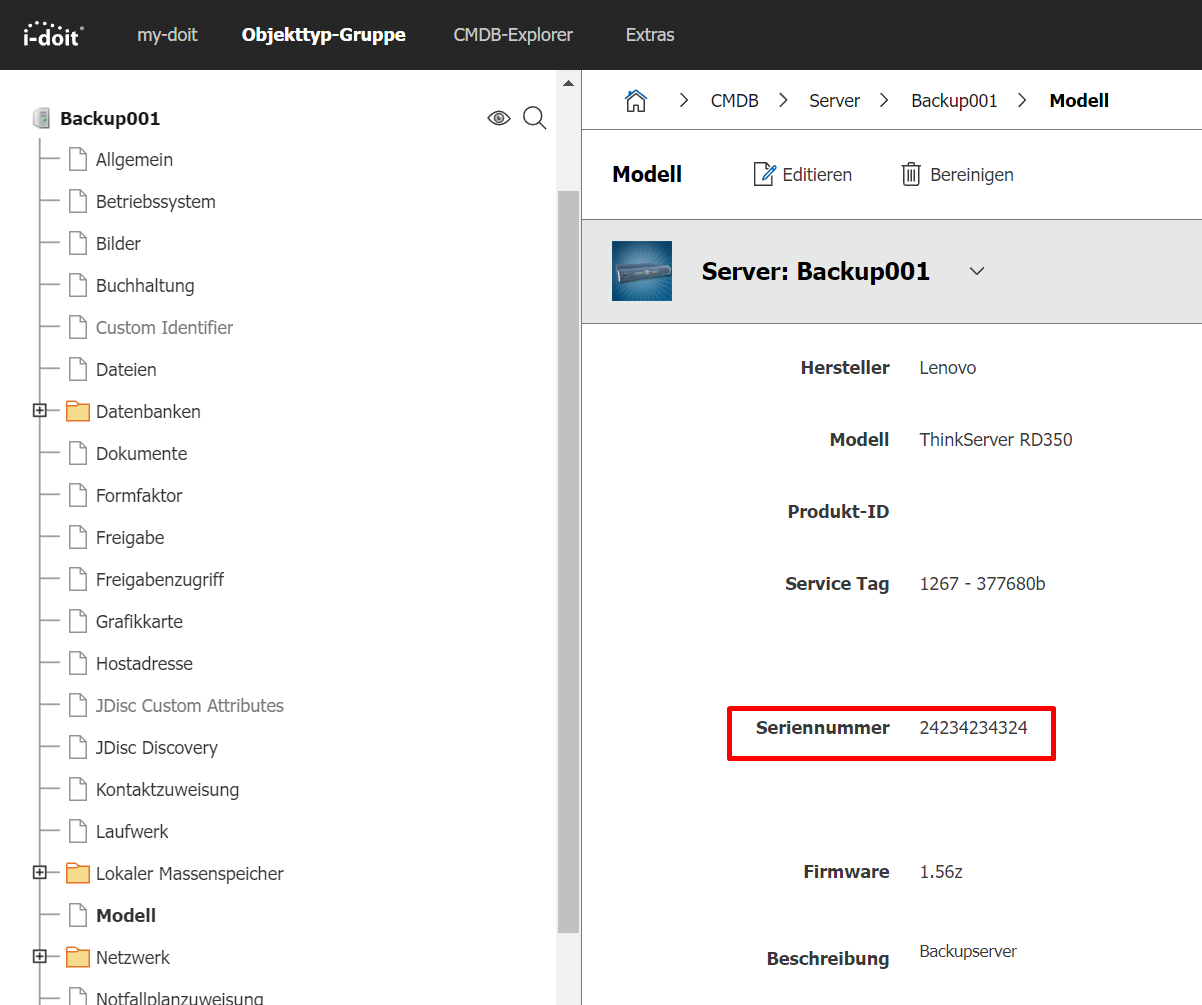 i-doit
my-doit
Objekttyp-Gruppe
CMDB-Explorer
Extras
Backup001
Allgemein
Betriebssystem
Bilder
Buchhaltung
Custom Identifier
Dateien
Datenbanken
Dokumente
Formfaktor
Freigabe
Freigabenzugriff
Grafikkarte
Hostadresse
JDisc Custom Attributes
JDisc Discovery
Kontaktzuweisung
Laufwerk
Lokaler Massenspeicher
Modell
Netzwerk
Notfallplanzuweisung
CMDB > Server > Backup001 > Modell
Modell
Editieren
Bereinigen
Server: Backup001
Hersteller Lenovo
Modell ThinkServer RD350
Produkt-ID
Service Tag 1267 - 377680b
Seriennummer 24234234324
Firmware 1.56z
Beschreibung Backupserver